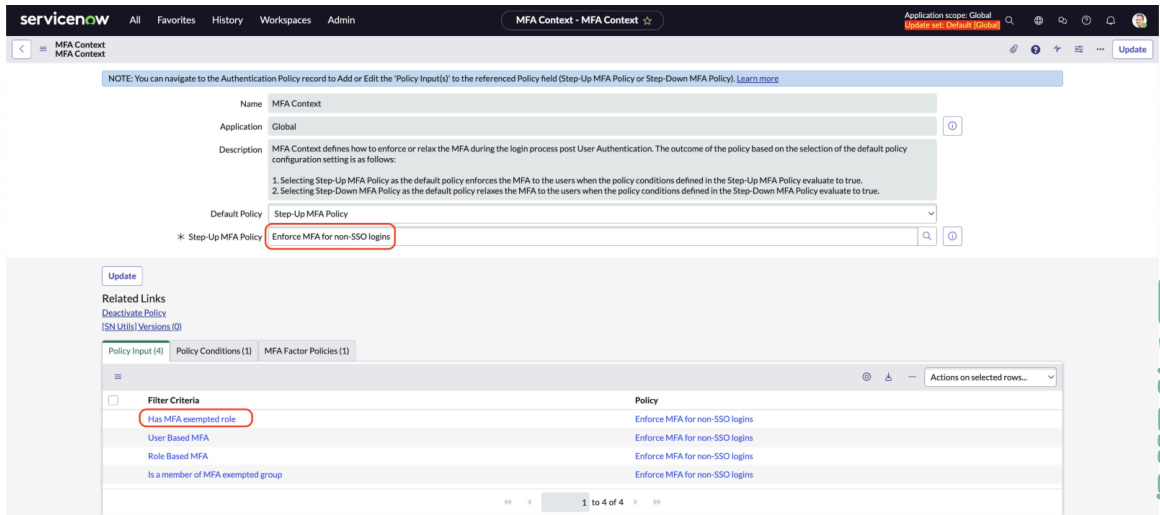 servicenow All Favorites History Workspaces Admin MFA Context - MFA Context ☆ Application scope: Global
Update set: Default [Global]
MFA Context
MFA Context
Update
NOTE: You can navigate to the Authentication Policy record to Add or Edit the 'Policy Input(s)' to the referenced Policy field (Step-Up MFA Policy or Step-Down MFA Policy). Learn more
Name MFA Context
Application Global
Description MFA Context defines how to enforce or relax the MFA during the login process post User Authentication. The outcome of the policy based on the selection of the default policy
configuration setting is as follows:
1. Selecting Step-Up MFA Policy as the default policy enforces the MFA to the users when the policy conditions defined in the Step-Up MFA Policy evaluate to true.
2. Selecting Step-Down MFA Policy as the default policy relaxes the MFA to the users when the policy conditions defined in the Step-Down MFA Policy evaluate to true.
Default Policy Step-Up MFA Policy
* Step-Up MFA Policy Enforce MFA for non-SSO logins
Update
Related Links
Deactivate Policy
[SN Utils] Versions (0)
Policy Input (4) Policy Conditions (1) MFA Factor Policies (1)
Actions on selected rows...
Filter Criteria Policy
Has MFA exempted role Enforce MFA for non-SSO logins
User Based MFA Enforce MFA for non-SSO logins
Role Based MFA Enforce MFA for non-SSO logins
Is a member of MFA exempted group Enforce MFA for non-SSO logins
1 to 4 of 4